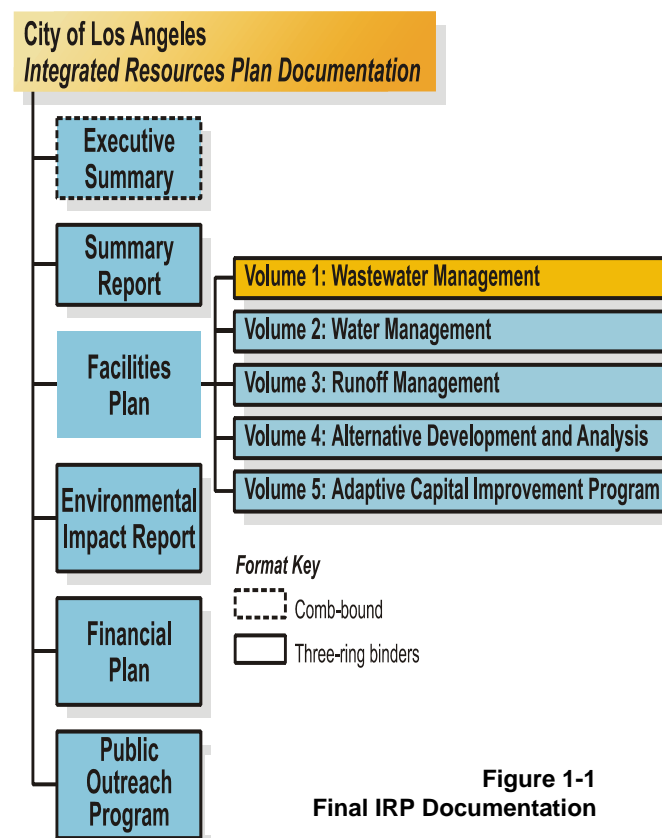 City of Los Angeles
Integrated Resources Plan Documentation
Executive
Summary
Summary
Report
Facilities
Plan
Volume 1: Wastewater Management
Volume 2: Water Management
Volume 3: Runoff Management
Volume 4: Alternative Development and Analysis
Volume 5: Adaptive Capital Improvement Program
Environmental
Impact Report
Financial
Plan
Public
Outreach
Program
Format Key
Comb-bound
Three-ring binders
Figure 1-1
Final IRP Documentation